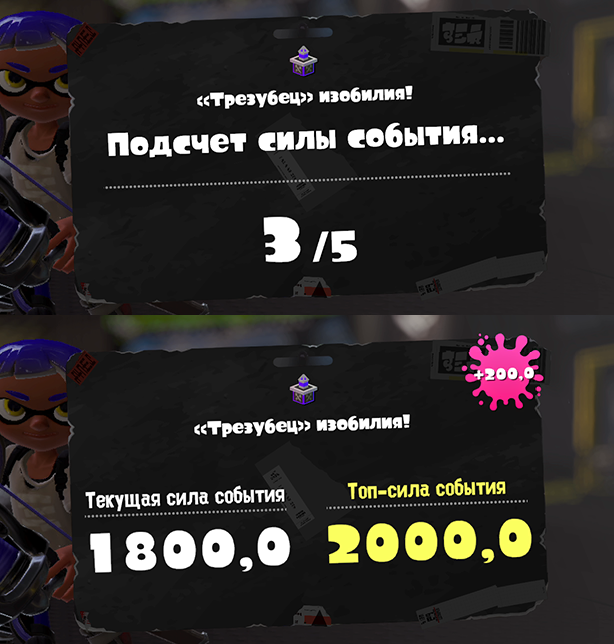 «Трезубец» изобилия!
Подсчет силы события...
3 /5
+200,0
«Трезубец» изобилия!
Текущая сила события
Топ-сила события
1800,0
2000,0